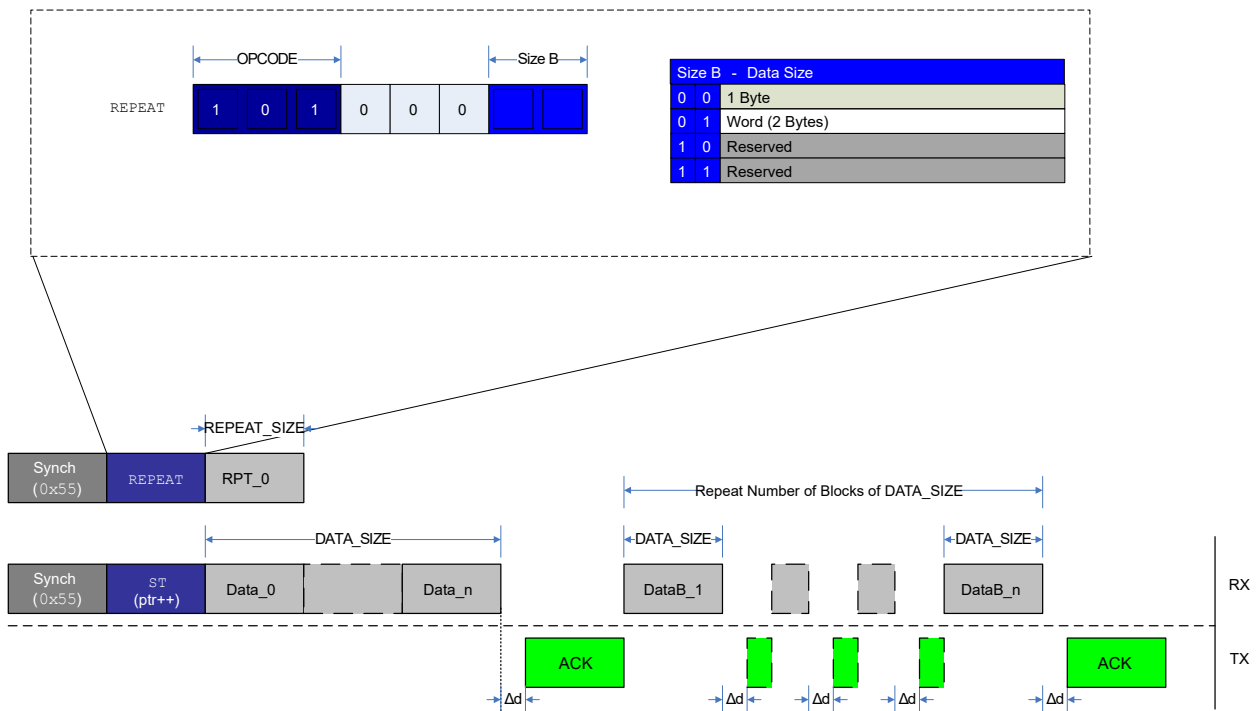 OPCODE
Size B
REPEAT
1 0 1 0 0 0
Size B - Data Size
0 0 1 Byte
0 1 Word (2 Bytes)
1 0 Reserved
1 1 Reserved
REPEAT_SIZE
Synch
(0x55)
REPEAT
RPT_0
Repeat Number of Blocks of DATA_SIZE
DATA_SIZE
DATA_SIZE
DATA_SIZE
Synch
(0x55)
ST
(ptr++)
Data_0
Data_n
DataB_1
DataB_n
RX
ACK
ACK
TX
Δd
Δd
Δd
Δd
Δd